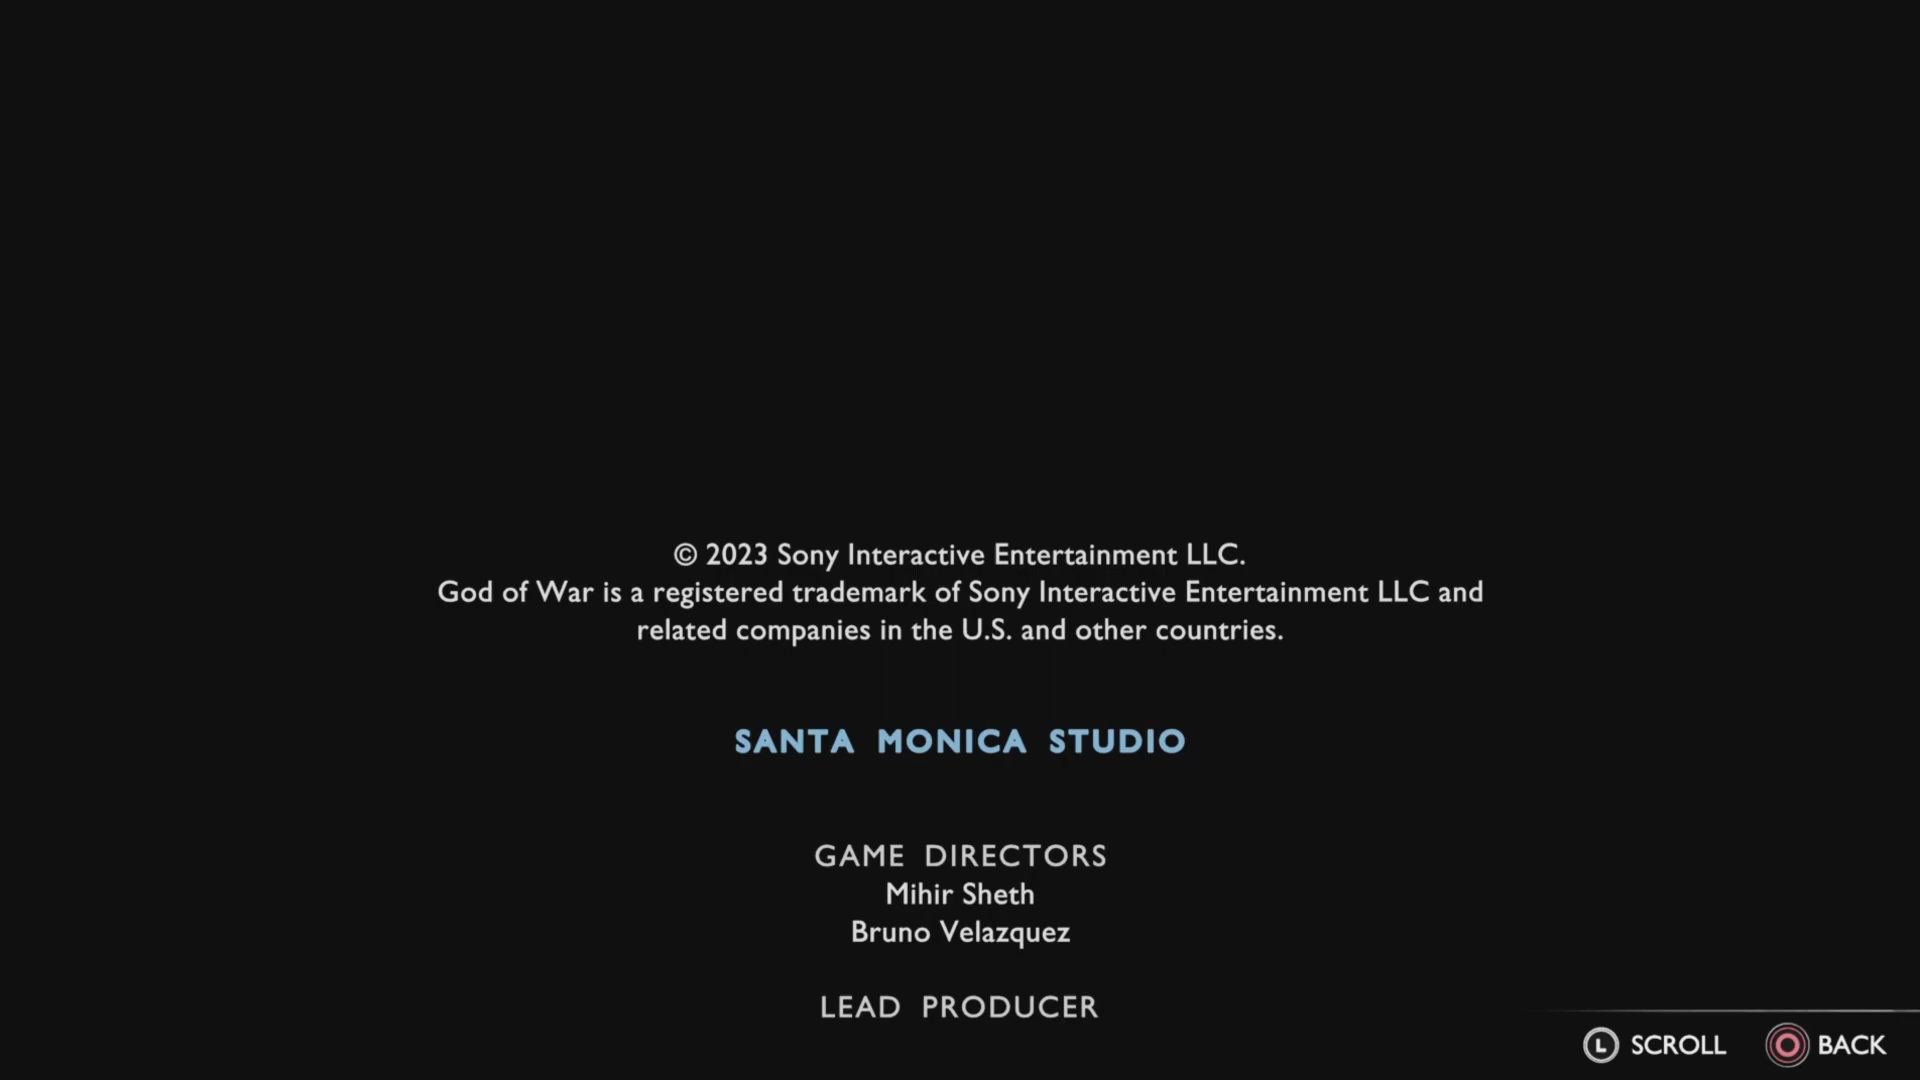 © 2023 Sony Interactive Entertainment LLC.
God of War is a registered trademark of Sony Interactive Entertainment LLC and
related companies in the U.S. and other countries.
SANTA MONICA STUDIO
GAME DIRECTORS
Mihir Sheth
Bruno Velazquez
LEAD PRODUCER
L SCROLL BACK